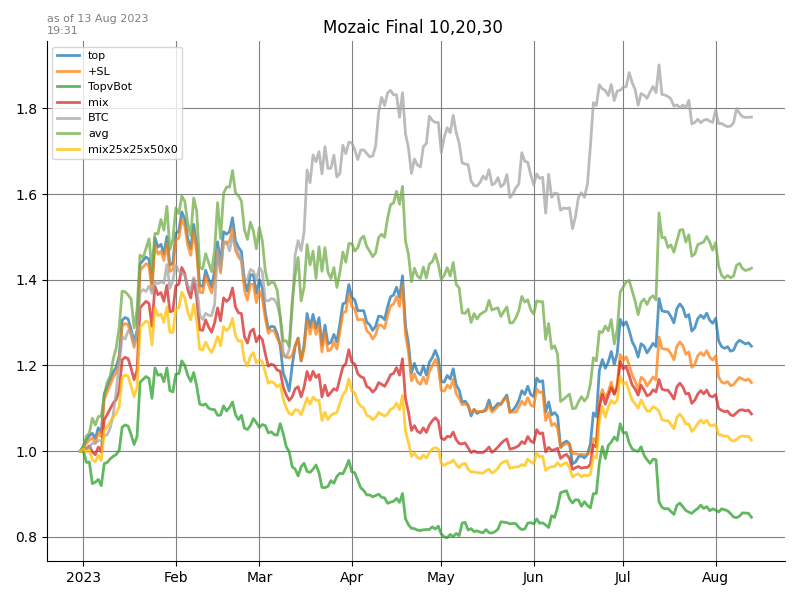 as of 13 Aug 2023
19:31
Mozaic Final 10,20,30
top
+SL
TopvBot
mix
BTC
avg
mix25x25x50x0
1.8
1.6
1.4
1.2
1.0
0.8
2023 Feb Mar Apr May Jun Jul Aug